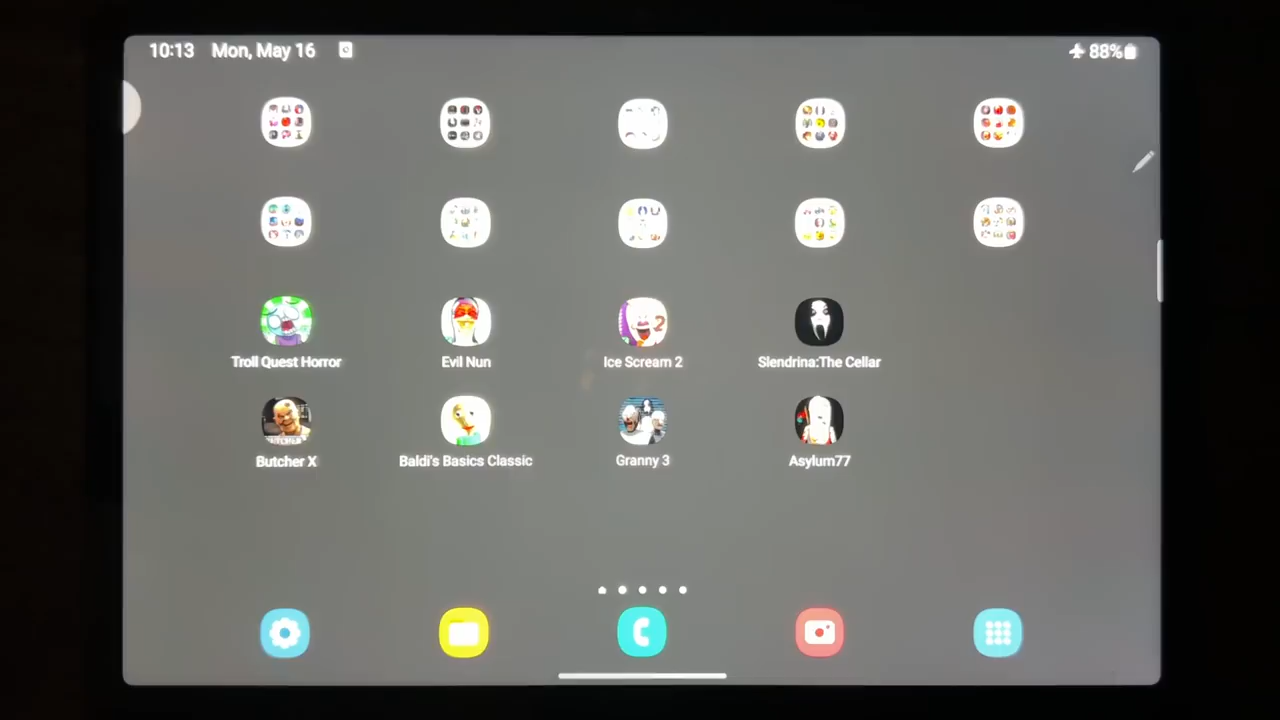 10:13 Mon, May 16 88%
Troll Quest Horror Evil Nun Ice Scream 2 Slendrina:The Cellar
Butcher X Baldi's Basics Classic Granny 3 Asylum77